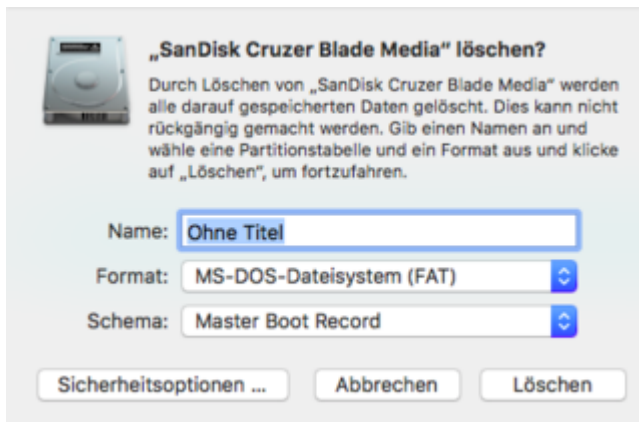 „SanDisk Cruzer Blade Media“ löschen?
Durch Löschen von „SanDisk Cruzer Blade Media“ werden
alle darauf gespeicherten Daten gelöscht. Dies kann nicht
rückgängig gemacht werden. Gib einen Namen an und
wähle eine Partitionstabelle und ein Format aus und klicke
auf „Löschen“, um fortzufahren.
Name: Ohne Titel
Format: MS-DOS-Dateisystem (FAT)
Schema: Master Boot Record
Sicherheitsoptionen ... Abbrechen Löschen